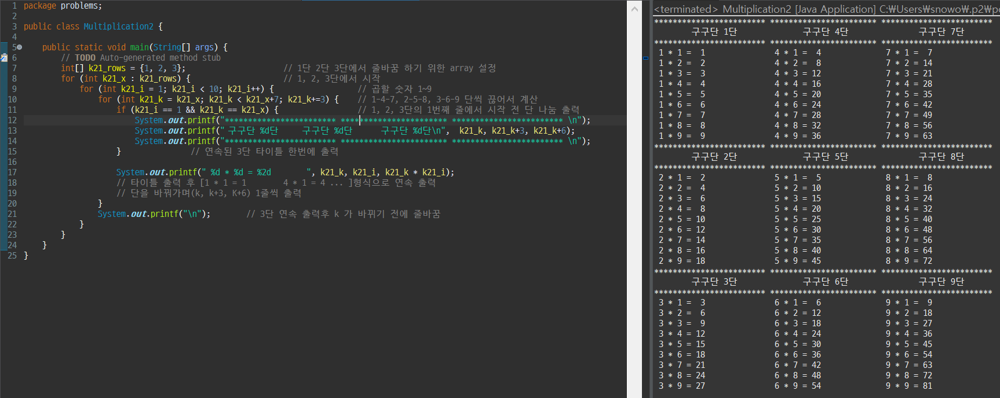 1 package problems;
2
3 public class Multiplication2 {
4
5 public static void main(String[] args) {
6 // TODO Auto-generated method stub
7 int[] k21_rows = {1, 2, 3}; // 1단 2단 3단에서 줄바꿈 하기 위한 array 설정
8 for (int k21_x : k21_rows) { // 1, 2, 3단에서 시작
9 for (int k21_i = 1; k21_i < 10; k21_i++) { // 곱할 숫자 1~9
10 for (int k21_k = k21_x; k21_k < k21_x+7; k21_k+=3) { // 1-4-7, 2-5-8, 3-6-9 단씩 끊어서 계산
11 if (k21_i == 1 && k21_k == k21_x) { // 1, 2, 3단의 1번째 줄에서 시작 전 단 나눔 출력
12 System.out.printf("************************ *********************** ************************ \n");
13 System.out.printf(" 구구단 %d단 구구단 %d단 구구단 %d단\n", k21_k, k21_k+3, k21_k+6);
14 System.out.printf("************************ *********************** ************************ \n");
15 } // 연속된 3단 타이틀 한번에 출력
16
17 System.out.printf(" %d * %d = %2d ", k21_k, k21_i, k21_k * k21_i);
18 // 타이틀 출력 후 [1 * 1 = 1 4 * 1 = 4 ... ]형식으로 연속 출력
19 // 단을 바꿔가며(k, k+3, K+6) 1줄씩 출력
20 }
21 System.out.printf("\n"); // 3단 연속 출력후 k 가 바뀌기 전에 줄바꿈
22 }
23 }
24 }
25 }
<terminated> Multiplication2 [Java Application] C:₩Users₩snowo₩.p2₩po
************************ *********************** ************************
구구단 1단 구구단 4단 구구단 7단
************************ *********************** ************************
1 * 1 = 1 4 * 1 = 4 7 * 1 = 7
1 * 2 = 2 4 * 2 = 8 7 * 2 = 14
1 * 3 = 3 4 * 3 = 12 7 * 3 = 21
1 * 4 = 4 4 * 4 = 16 7 * 4 = 28
1 * 5 = 5 4 * 5 = 20 7 * 5 = 35
1 * 6 = 6 4 * 6 = 24 7 * 6 = 42
1 * 7 = 7 4 * 7 = 28 7 * 7 = 49
1 * 8 = 8 4 * 8 = 32 7 * 8 = 56
1 * 9 = 9 4 * 9 = 36 7 * 9 = 63
************************ *********************** ************************
구구단 2단 구구단 5단 구구단 8단
************************ *********************** ************************
2 * 1 = 2 5 * 1 = 5 8 * 1 = 8
2 * 2 = 4 5 * 2 = 10 8 * 2 = 16
2 * 3 = 6 5 * 3 = 15 8 * 3 = 24
2 * 4 = 8 5 * 4 = 20 8 * 4 = 32
2 * 5 = 10 5 * 5 = 25 8 * 5 = 40
2 * 6 = 12 5 * 6 = 30 8 * 6 = 48
2 * 7 = 14 5 * 7 = 35 8 * 7 = 56
2 * 8 = 16 5 * 8 = 40 8 * 8 = 64
2 * 9 = 18 5 * 9 = 45 8 * 9 = 72
************************ *********************** ************************
구구단 3단 구구단 6단 구구단 9단
************************ *********************** ************************
3 * 1 = 3 6 * 1 = 6 9 * 1 = 9
3 * 2 = 6 6 * 2 = 12 9 * 2 = 18
3 * 3 = 9 6 * 3 = 18 9 * 3 = 27
3 * 4 = 12 6 * 4 = 24 9 * 4 = 36
3 * 5 = 15 6 * 5 = 30 9 * 5 = 45
3 * 6 = 18 6 * 6 = 36 9 * 6 = 54
3 * 7 = 21 6 * 7 = 42 9 * 7 = 63
3 * 8 = 24 6 * 8 = 48 9 * 8 = 72
3 * 9 = 27 6 * 9 = 54 9 * 9 = 81